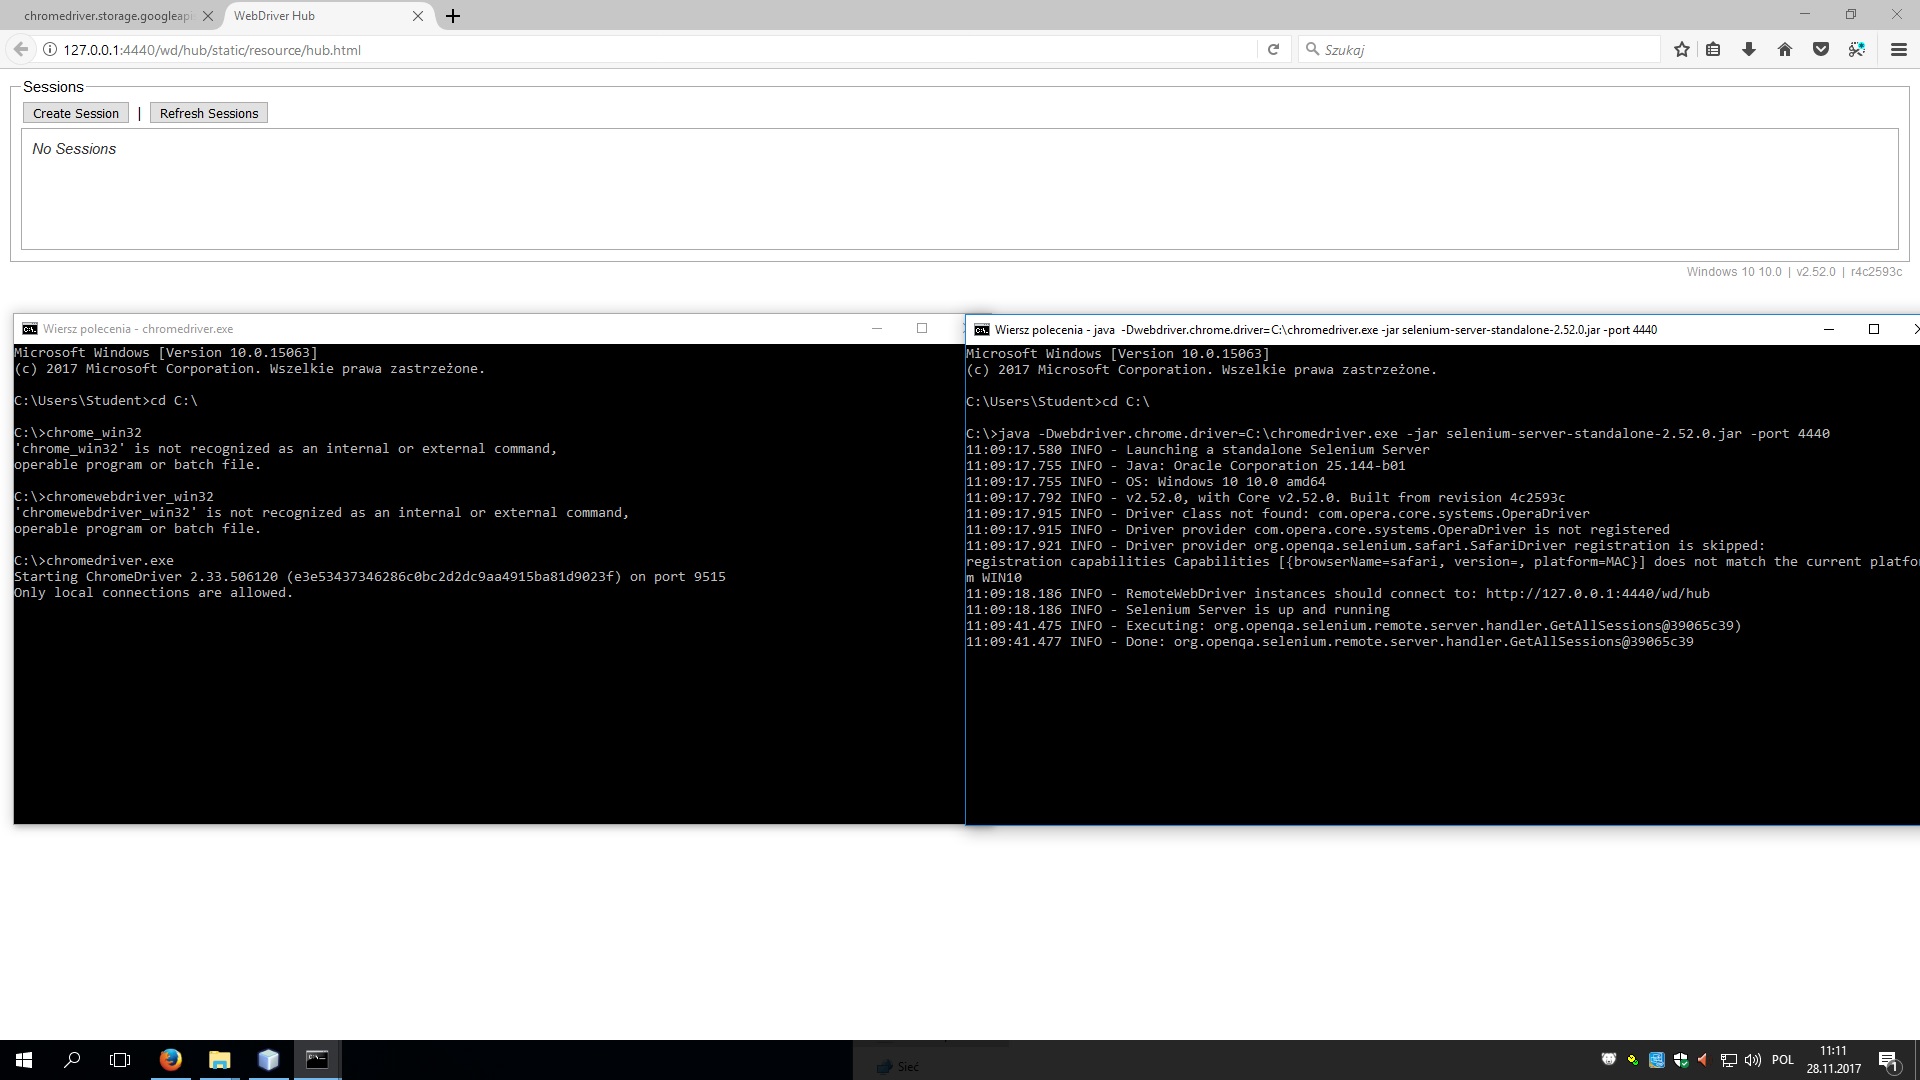 chromedriver.storage.googleapi
WebDriver Hub
127.0.0.1:4440/wd/hub/static/resource/hub.html
Szukaj
Sessions
Create Session | Refresh Sessions
No Sessions
Windows 10 10.0 | v2.52.0 | r4c2593c
Wiersz polecenia - chromedriver.exe
Microsoft Windows [Version 10.0.15063]
(c) 2017 Microsoft Corporation. Wszelkie prawa zastrzeżone.
C:\Users\Student>cd C:\
C:\>chrome_win32
'chrome_win32' is not recognized as an internal or external command,
operable program or batch file.
C:\>chromewebdriver_win32
'chromewebdriver_win32' is not recognized as an internal or external command,
operable program or batch file.
C:\>chromedriver.exe
Starting ChromeDriver 2.33.506120 (e3e53437346286c0bc2d2dc9aa4915ba81d9023f) on port 9515
Only local connections are allowed.
Wiersz polecenia - java  -Dwebdriver.chrome.driver=C:\chromedriver.exe -jar selenium-server-standalone-2.52.0.jar -port 4440
Microsoft Windows [Version 10.0.15063]
(c) 2017 Microsoft Corporation. Wszelkie prawa zastrzeżone.
C:\Users\Student>cd C:\
C:\>java -Dwebdriver.chrome.driver=C:\chromedriver.exe -jar selenium-server-standalone-2.52.0.jar -port 4440
11:09:17.580 INFO - Launching a standalone Selenium Server
11:09:17.755 INFO - Java: Oracle Corporation 25.144-b01
11:09:17.755 INFO - OS: Windows 10 10.0 amd64
11:09:17.792 INFO - v2.52.0, with Core v2.52.0. Built from revision 4c2593c
11:09:17.915 INFO - Driver class not found: com.opera.core.systems.OperaDriver
11:09:17.915 INFO - Driver provider com.opera.core.systems.OperaDriver is not registered
11:09:17.921 INFO - Driver provider org.openqa.selenium.safari.SafariDriver registration is skipped:
registration capabilities Capabilities [{browserName=safari, version=, platform=MAC}] does not match the current platfor
m WIN10
11:09:18.186 INFO - RemoteWebDriver instances should connect to: http://127.0.0.1:4440/wd/hub
11:09:18.186 INFO - Selenium Server is up and running
11:09:41.475 INFO - Executing: org.openqa.selenium.remote.server.handler.GetAllSessions@39065c39)
11:09:41.477 INFO - Done: org.openqa.selenium.remote.server.handler.GetAllSessions@39065c39
Sieć
POL
11:11
28.11.2017
1